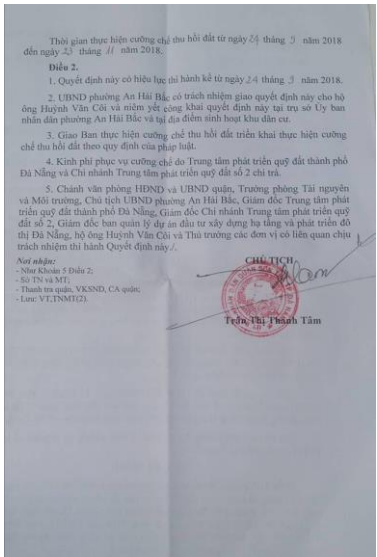 Thời gian thực hiện cưỡng chế thu hồi đất từ ngày 24 tháng 9 năm 2018
đến ngày 23 tháng 11 năm 2018.
Điều 2.
1. Quyết định này có hiệu lực thi hành kể từ ngày 24 tháng 9 năm 2018.
2. UBND phường An Hải Bắc có trách nhiệm giao quyết định này cho hộ
ông Huỳnh Văn Côi và niêm yết công khai quyết định này tại trụ sở Ủy ban
nhân dân phường An Hải Bắc và tại địa điểm sinh hoạt khu dân cư.
3. Giao Ban thực hiện cưỡng chế thu hồi đất triển khai thực hiện cưỡng
chế thu hồi đất theo quy định của pháp luật.
4. Kinh phí phục vụ cưỡng chế do Trung tâm phát triển quỹ đất thành phố
Đà Nẵng và Chi nhánh Trung tâm phát triển quỹ đất số 2 chi trả.
5. Chánh văn phòng HĐND và UBND quận, Trưởng phòng Tài nguyên
và Môi trường, Chủ tịch UBND phường An Hải Bắc, Giám đốc Trung tâm phát
triển quỹ đất thành phố Đà Nẵng, Giám đốc Chi nhánh Trung tâm phát triển quỹ
đất số 2, Giám đốc ban quản lý dự án đầu tư xây dựng hạ tầng và phát triển đô
thị Đà Nẵng, hộ ông Huỳnh Văn Côi và Thủ trưởng các đơn vị có liên quan chịu
trách nhiệm thi hành Quyết định này./.
Nơi nhận:
- Như Khoản 5 Điều 2;
- Sở TN và MT;
- Thanh tra quận, VKSND, CA quận;
- Lưu: VT,TNMT(2).
CHỦ TỊCH
Trần Thị Thanh Tâm